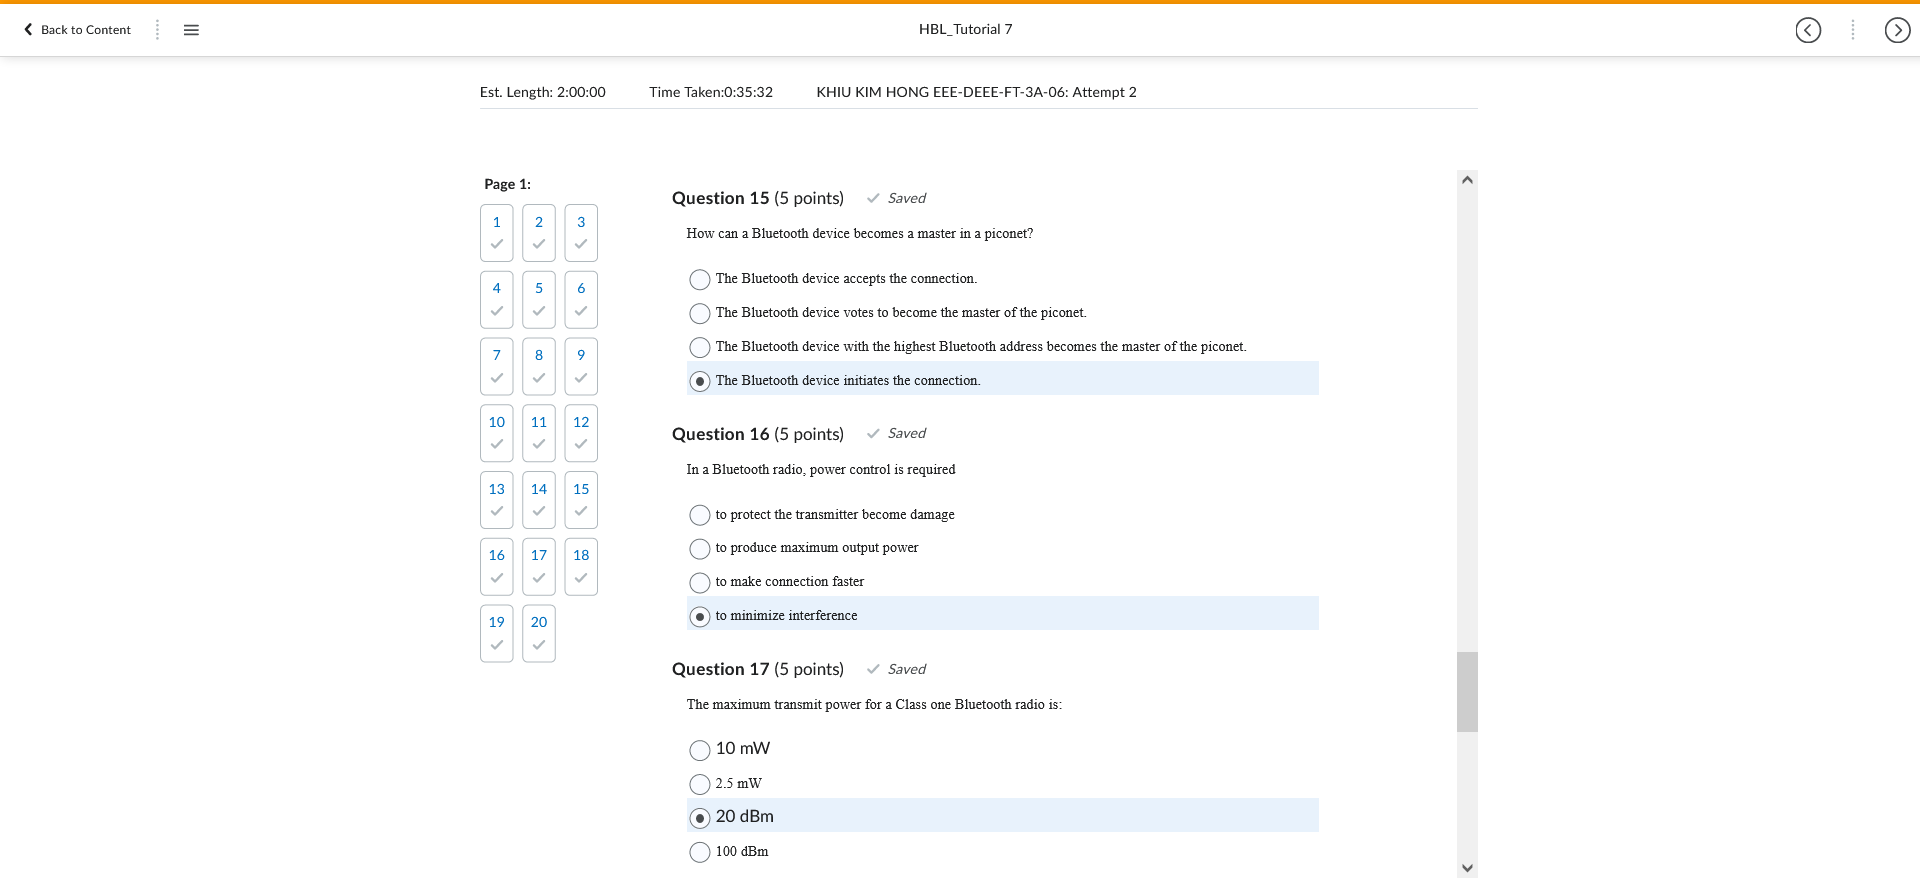 Back to Content
HBL_Tutorial 7
Est. Length: 2:00:00 Time Taken:0:35:32 KHIU KIM HONG EEE-DEEE-FT-3A-06: Attempt 2
Page 1:
1 2 3
4 5 6
7 8 9
10 11 12
13 14 15
16 17 18
19 20
Question 15 (5 points) Saved
How can a Bluetooth device becomes a master in a piconet?
The Bluetooth device accepts the connection.
The Bluetooth device votes to become the master of the piconet.
The Bluetooth device with the highest Bluetooth address becomes the master of the piconet.
The Bluetooth device initiates the connection.
Question 16 (5 points) Saved
In a Bluetooth radio, power control is required
to protect the transmitter become damage
to produce maximum output power
to make connection faster
to minimize interference
Question 17 (5 points) Saved
The maximum transmit power for a Class one Bluetooth radio is:
10 mW
2.5 mW
20 dBm
100 dBm